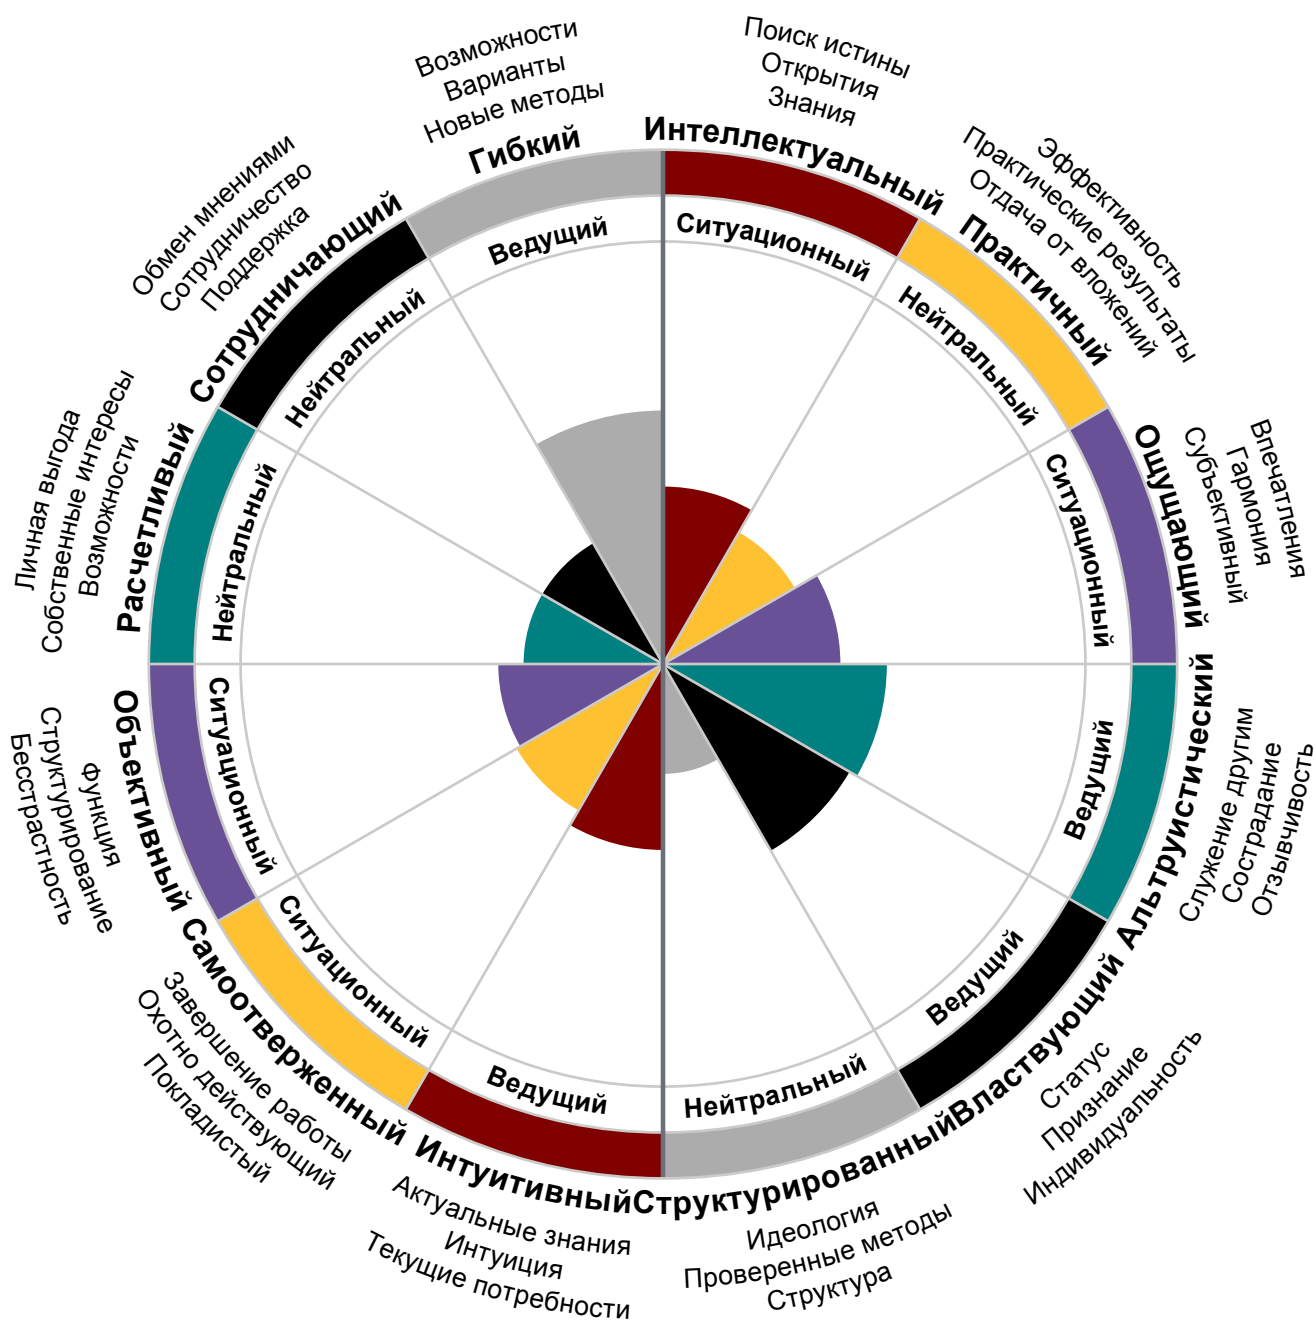 Поиск истины
Открытия
Знания
Интеллектуальный
Ситуационный
Эффективность
Практические результаты
Отдача от вложений
Практичный
Нейтральный
Впечатления
Гармония
Субъективный
Ощущающий
Ситуационный
Альтруистический
Ведущий
Служение другим
Сострадание
Отзывчивость
Властвующий
Ведущий
Статус
Признание
Индивидуальность
Структурированный
Нейтральный
Идеология
Проверенные методы
Структура
Интуитивный
Ведущий
Актуальные знания
Интуиция
Текущие потребности
Самоотверженный
Ситуационный
Завершение работы
Охотно действующий
Покладистый
Объективный
Ситуационный
Функция
Структурирование
Бесстрастность
Личная выгода
Собственные интересы
Возможности
Расчетливый
Нейтральный
Обмен мнениями
Сотрудничество
Поддержка
Сотрудничающий
Нейтральный
Возможности
Варианты
Новые методы
Гибкий
Ведущий